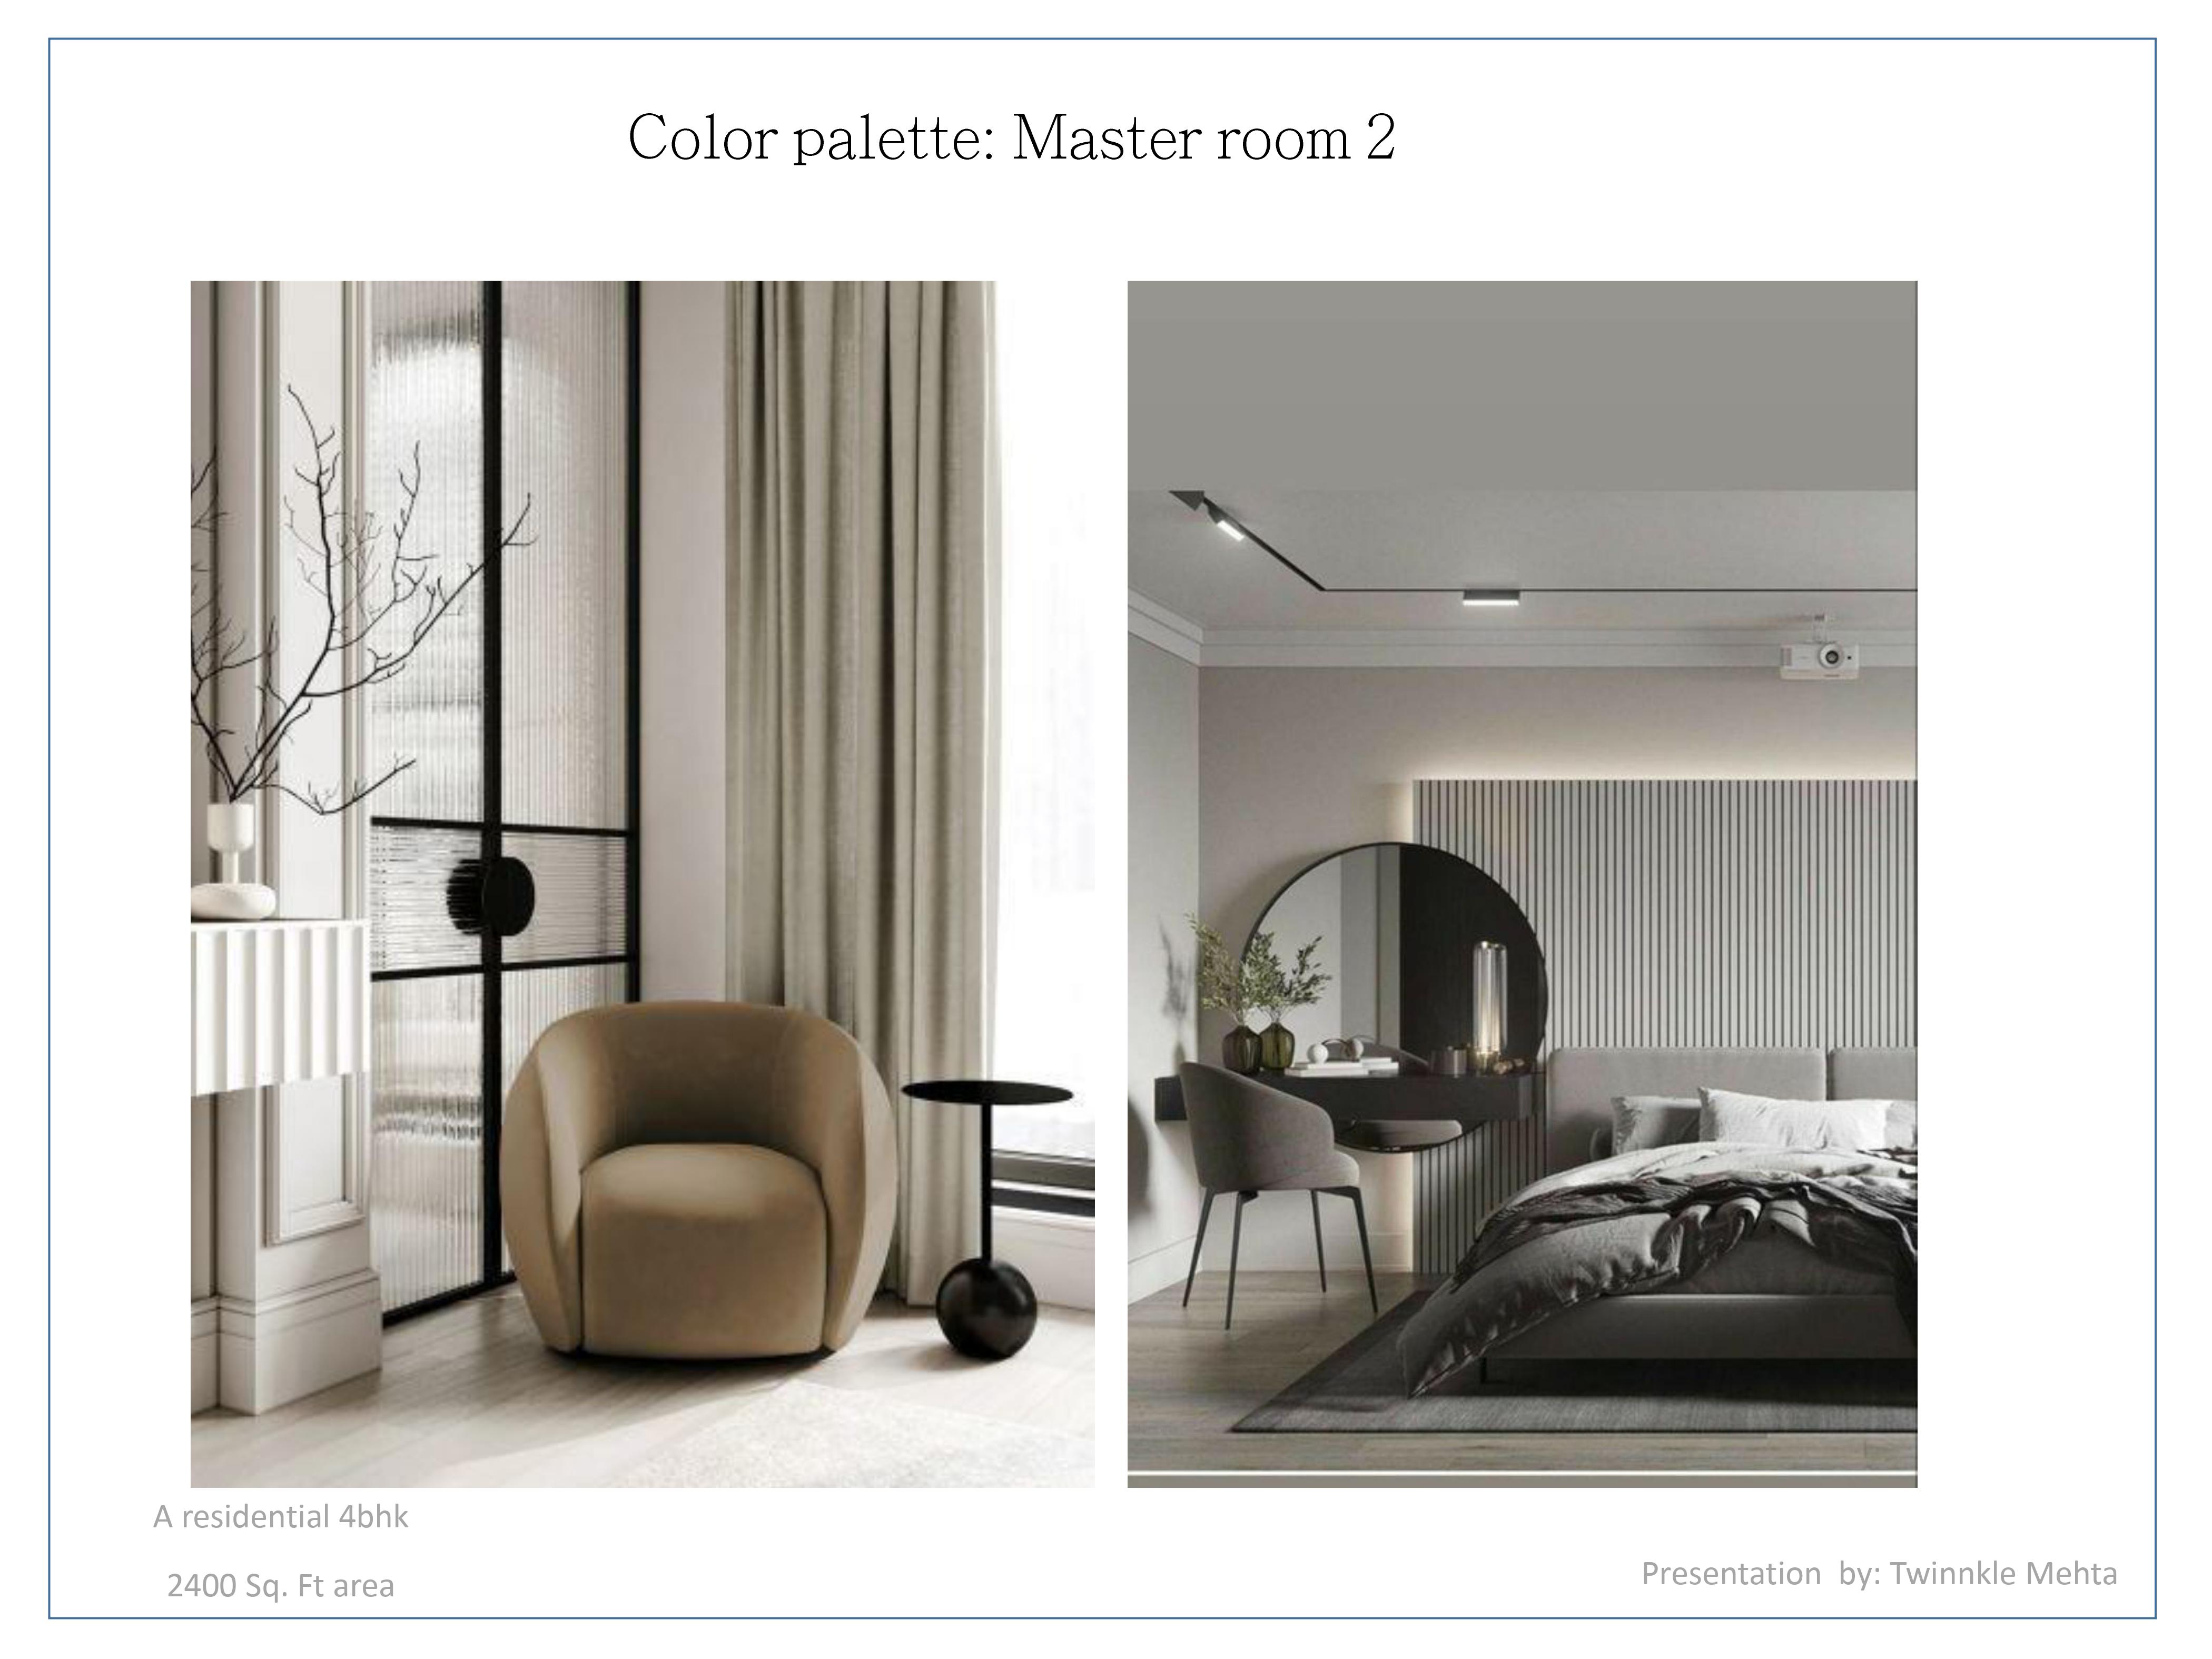 Color palette: Master room 2
A residential 4bhk
2400 Sq. Ft area
Presentation  by: Twinnkle Mehta